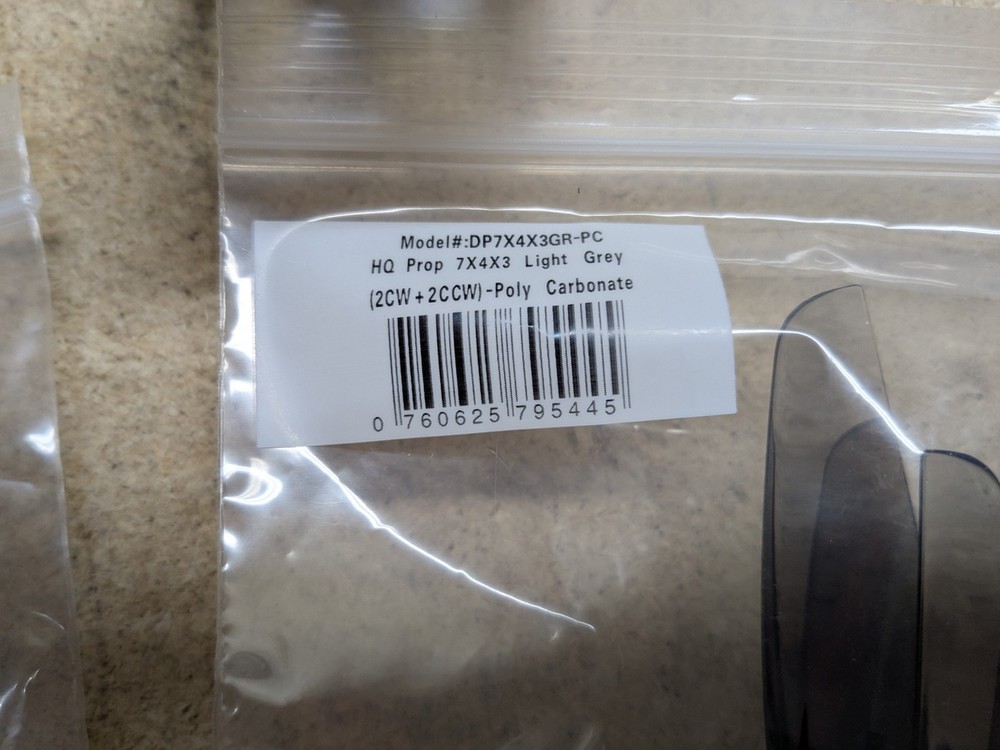 Model#:DP7X4X3GR-PC
HQ Prop 7X4X3 Light Grey
(2CW+2CCW)-Poly Carbonate
0 760625 795445